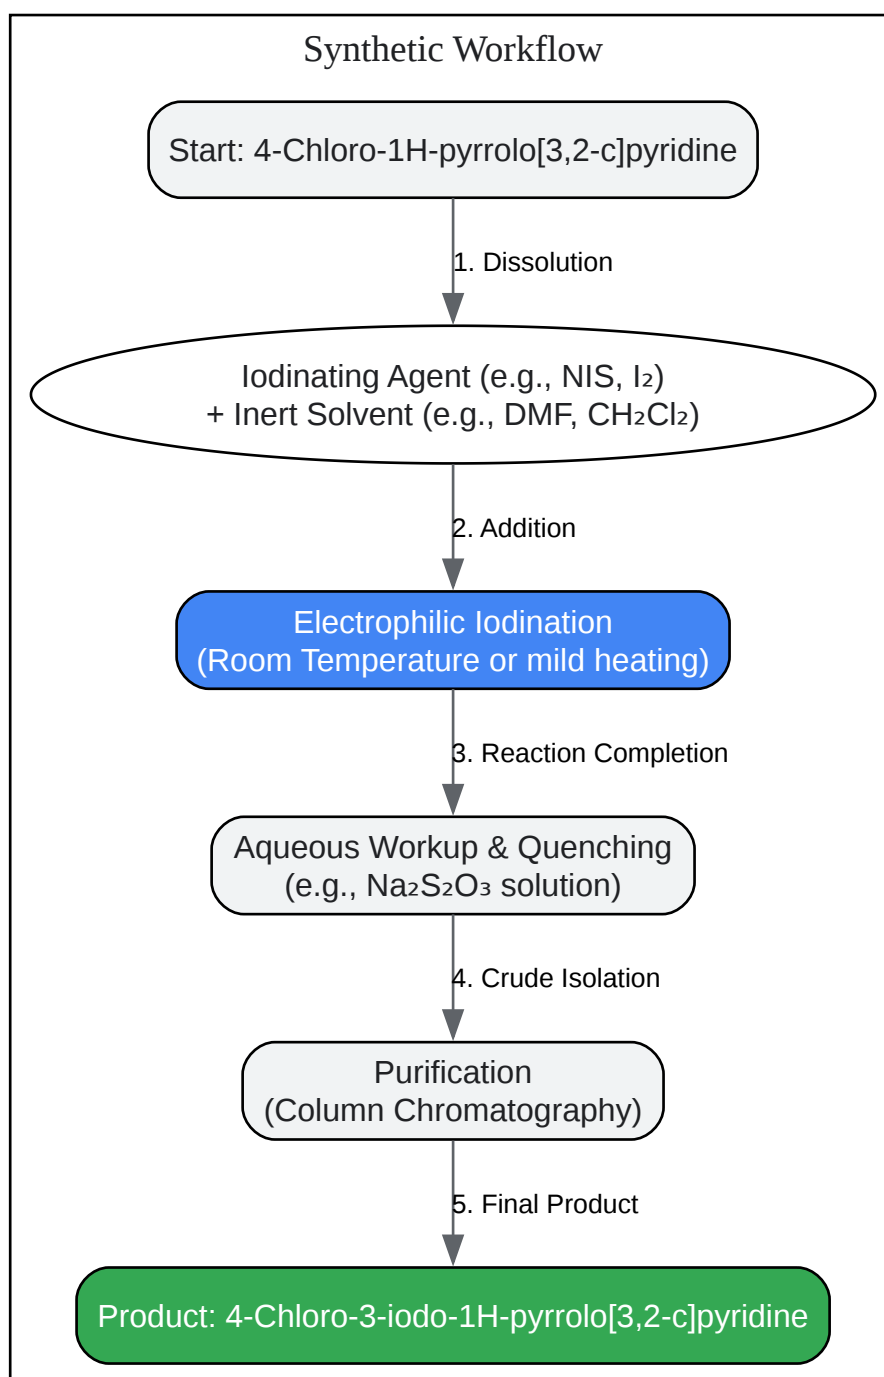 Synthetic Workflow
Start: 4-Chloro-1H-pyrrolo[3,2-c]pyridine
1. Dissolution
Iodinating Agent (e.g., NIS, I₂)
+ Inert Solvent (e.g., DMF, CH₂Cl₂)
2. Addition
Electrophilic Iodination
(Room Temperature or mild heating)
3. Reaction Completion
Aqueous Workup & Quenching
(e.g., Na₂S₂O₃ solution)
4. Crude Isolation
Purification
(Column Chromatography)
5. Final Product
Product: 4-Chloro-3-iodo-1H-pyrrolo[3,2-c]pyridine